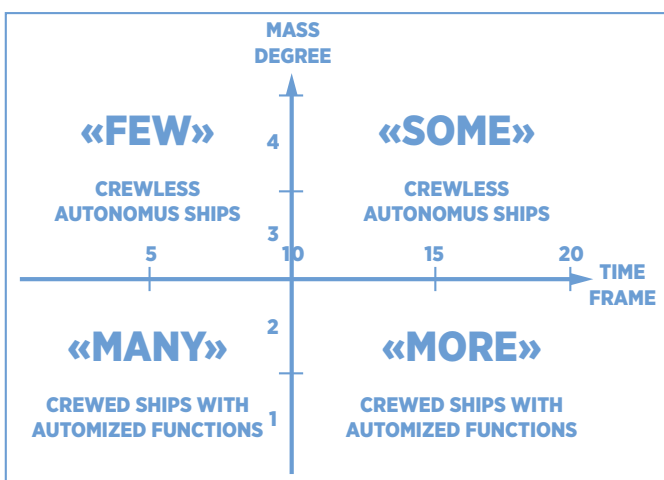 MASS
DEGREE
«FEW»
4
«SOME»
CREWLESS
AUTONOMUS SHIPS
CREWLESS
AUTONOMUS SHIPS
3
5
10
15
20
TIME
FRAME
2
«MANY»
«MORE»
CREWED SHIPS WITH
AUTOMIZED FUNCTIONS
1
CREWED SHIPS WITH
AUTOMIZED FUNCTIONS